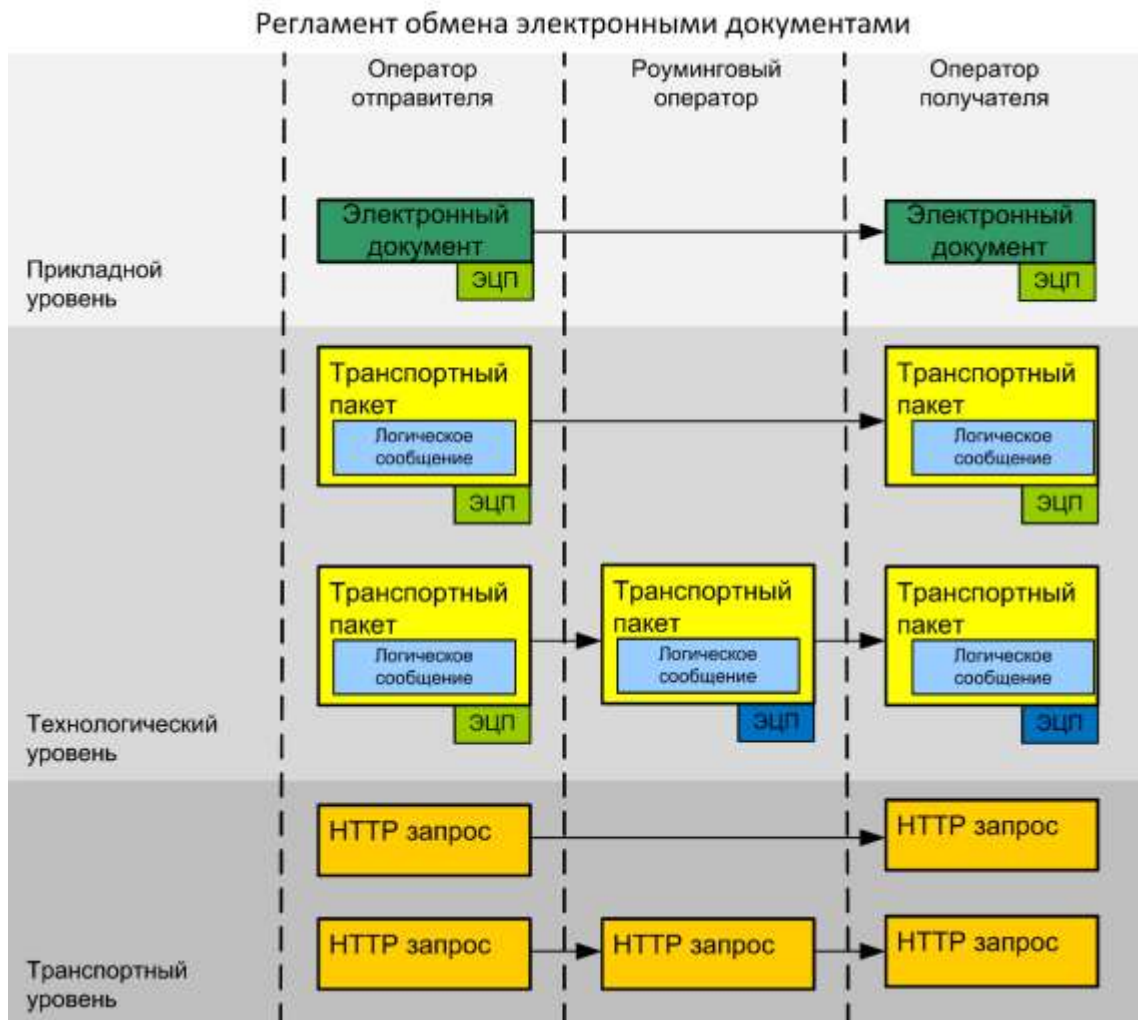 Регламент обмена электронными документами
Оператор
отправителя
Роуминговый
оператор
Оператор
получателя
Прикладной
уровень
Электронный
документ
ЭЦП
Электронный
документ
ЭЦП
Транспортный
пакет
Логическое
сообщение
ЭЦП
Транспортный
пакет
Логическое
сообщение
ЭЦП
Технологический
уровень
Транспортный
пакет
Логическое
сообщение
ЭЦП
Транспортный
пакет
Логическое
сообщение
ЭЦП
Транспортный
пакет
Логическое
сообщение
ЭЦП
HTTP запрос
HTTP запрос
Транспортный
уровень
HTTP запрос
HTTP запрос
HTTP запрос